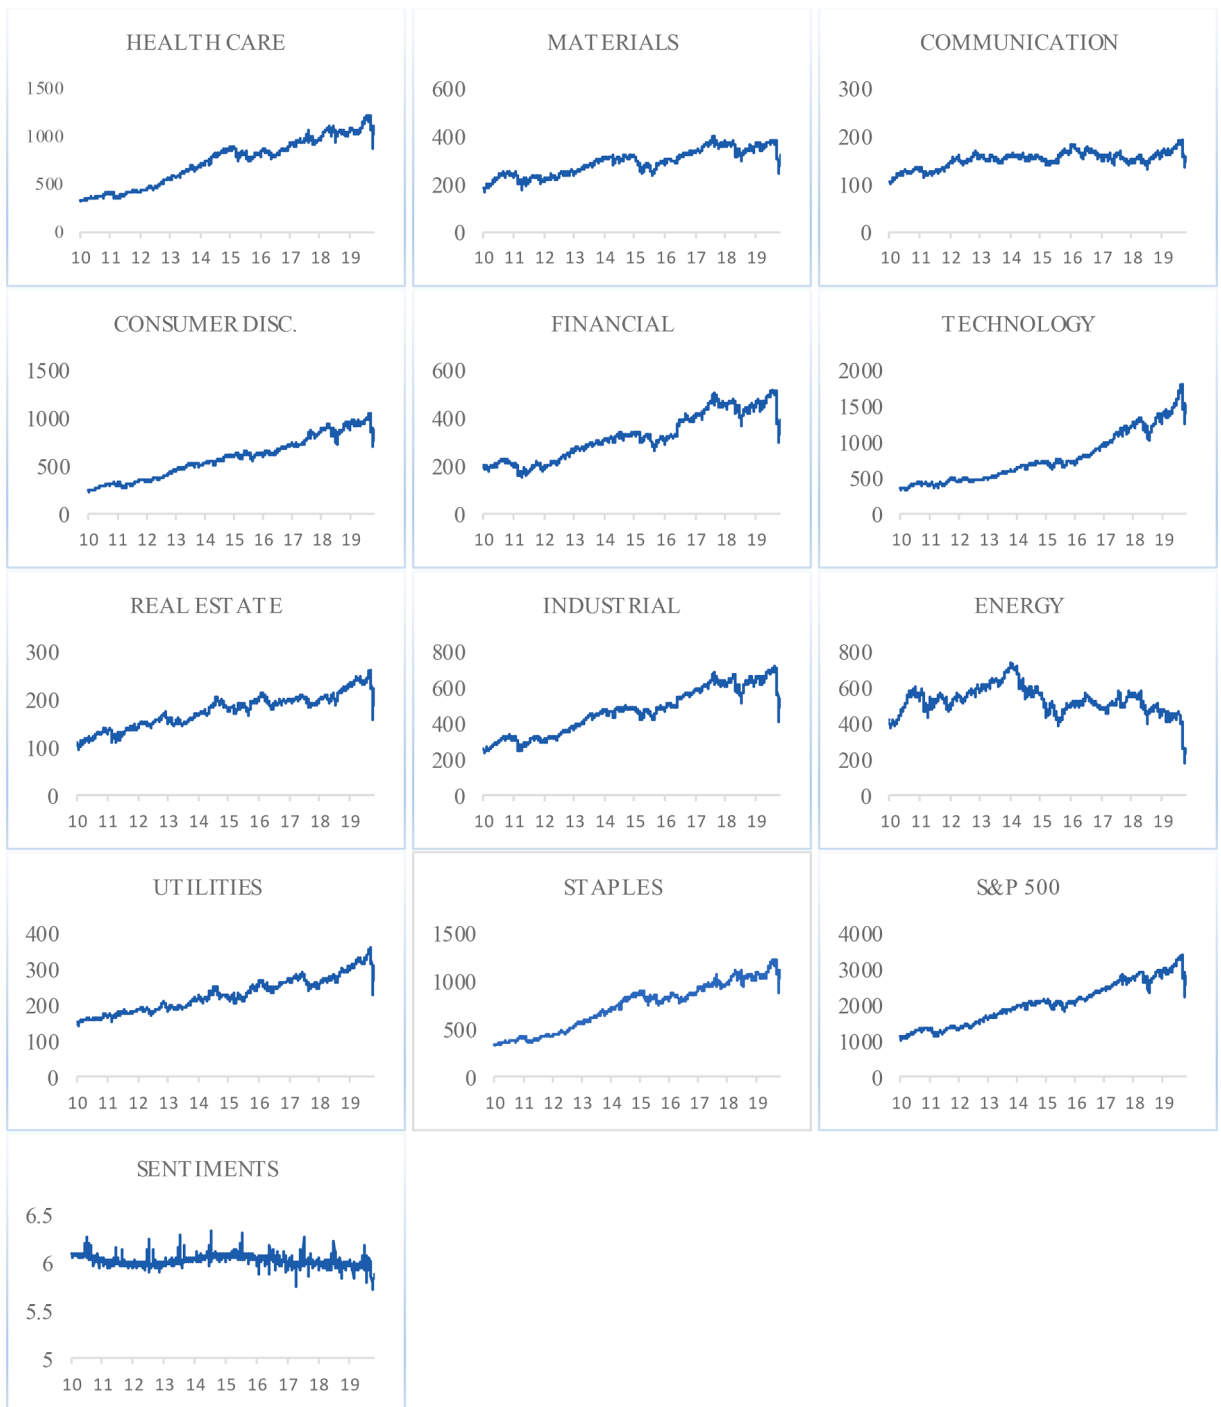 HEALTH CARE
1500
1000
500
0
10 11 12 13 14 15 16 17 18 19
MATERIALS
600
400
200
0
10 11 12 13 14 15 16 17 18 19
COMMUNICATION
300
200
100
0
10 11 12 13 14 15 16 17 18 19
CONSUMER DISC.
1500
1000
500
0
10 11 12 13 14 15 16 17 18 19
FINANCIAL
600
400
200
0
10 11 12 13 14 15 16 17 18 19
TECHNOLOGY
2000
1500
1000
500
0
10 11 12 13 14 15 16 17 18 19
REAL ESTATE
300
200
100
0
10 11 12 13 14 15 16 17 18 19
INDUSTRIAL
800
600
400
200
0
10 11 12 13 14 15 16 17 18 19
ENERGY
800
600
400
200
0
10 11 12 13 14 15 16 17 18 19
UTILITIES
400
300
200
100
0
10 11 12 13 14 15 16 17 18 19
STAPLES
1500
1000
500
0
10 11 12 13 14 15 16 17 18 19
S&P 500
4000
3000
2000
1000
0
10 11 12 13 14 15 16 17 18 19
SENTIMENTS
6.5
6
5.5
5
10 11 12 13 14 15 16 17 18 19